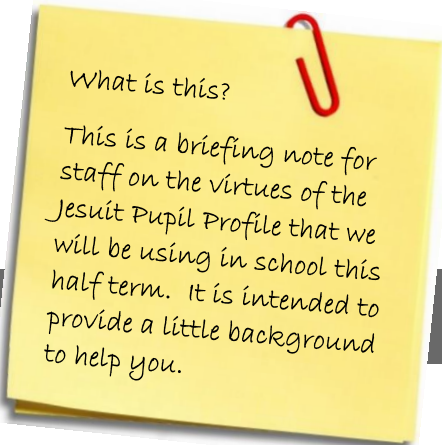 What is this?
This is a briefing note for
staff on the virtues of the
Jesuit Pupil Profile that we
will be using in school this
half term. It is intended to
provide a little background
to help you.